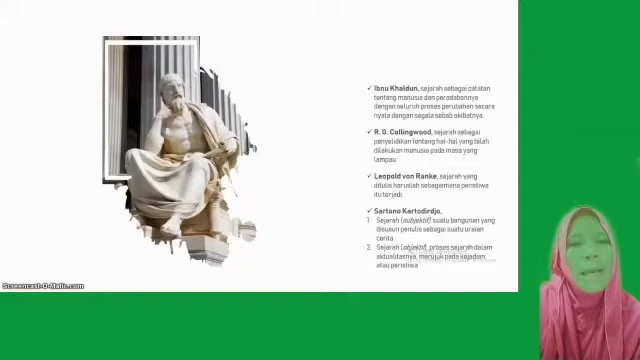 ✓ Ibnu Khaldun, sejarah sebagai catatan
tentang manusia dan peradabannya
dengan seluruh proses perubahan secara
nyata dengan segala sebab akibatnya.
✓ R. G. Collingwood, sejarah sebagai
penyelidikan tentang hal-hal yang telah
dilakukan manusia pada masa yang
lampau.
✓ Leopold von Ranke, sejarah yang
ditulis haruslah sebagaimana peristiwa
itu terjadi.
✓ Sartono Kartodirdjo,
1. Sejarah (subjektif) suatu bangunan yang
disusun penulis sebagai suatu uraian
cerita
2. Sejarah (objektif), proses sejarah dalam
aktualitasnya, merujuk pada kejadian
atau peristiwa
Screencast-O-Matic.com